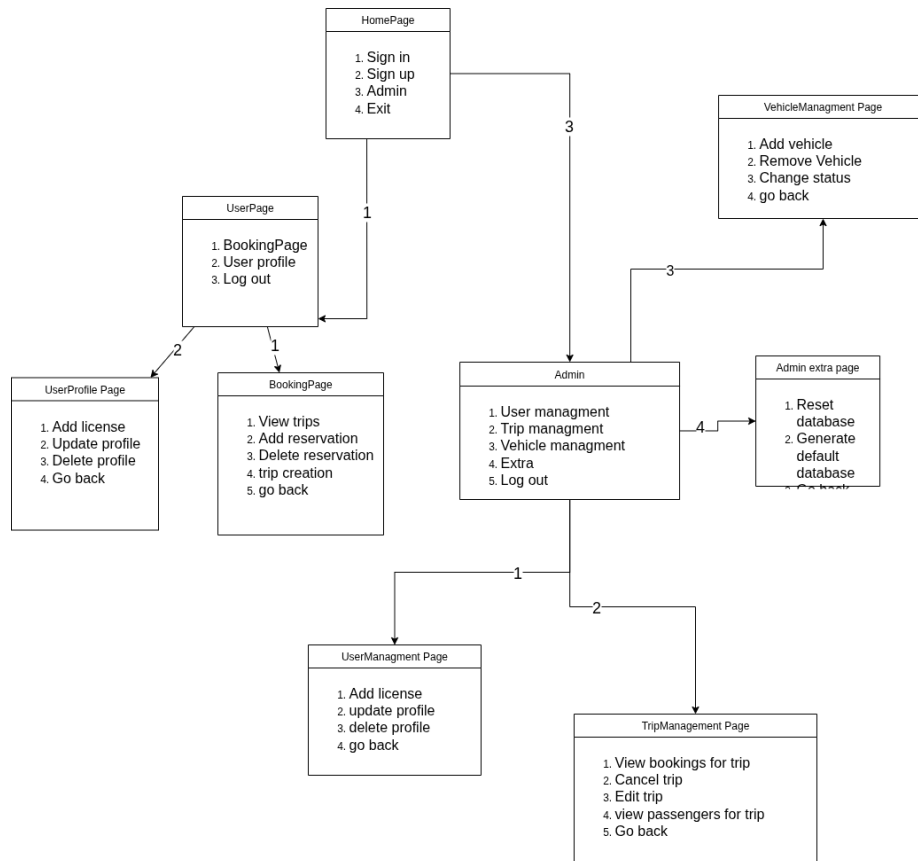 HomePage
1. Sign in
2. Sign up
3. Admin
4. Exit
3
VehicleManagment Page
1. Add vehicle
2. Remove Vehicle
3. Change status
4. go back
1
UserPage
1. BookingPage
2. User profile
3. Log out
3
2
1
UserProfile Page
1. Add license
2. Update profile
3. Delete profile
4. Go back
BookingPage
1. View trips
2. Add reservation
3. Delete reservation
4. trip creation
5. go back
Admin
1. User managment
2. Trip managment
3. Vehicle managment
4. Extra
5. Log out
4
Admin extra page
1. Reset
database
2. Generate
default
database
3. Go back
1
2
UserManagment Page
1. Add license
2. update profile
3. delete profile
4. go back
TripManagement Page
1. View bookings for trip
2. Cancel trip
3. Edit trip
4. view passengers for trip
5. Go back